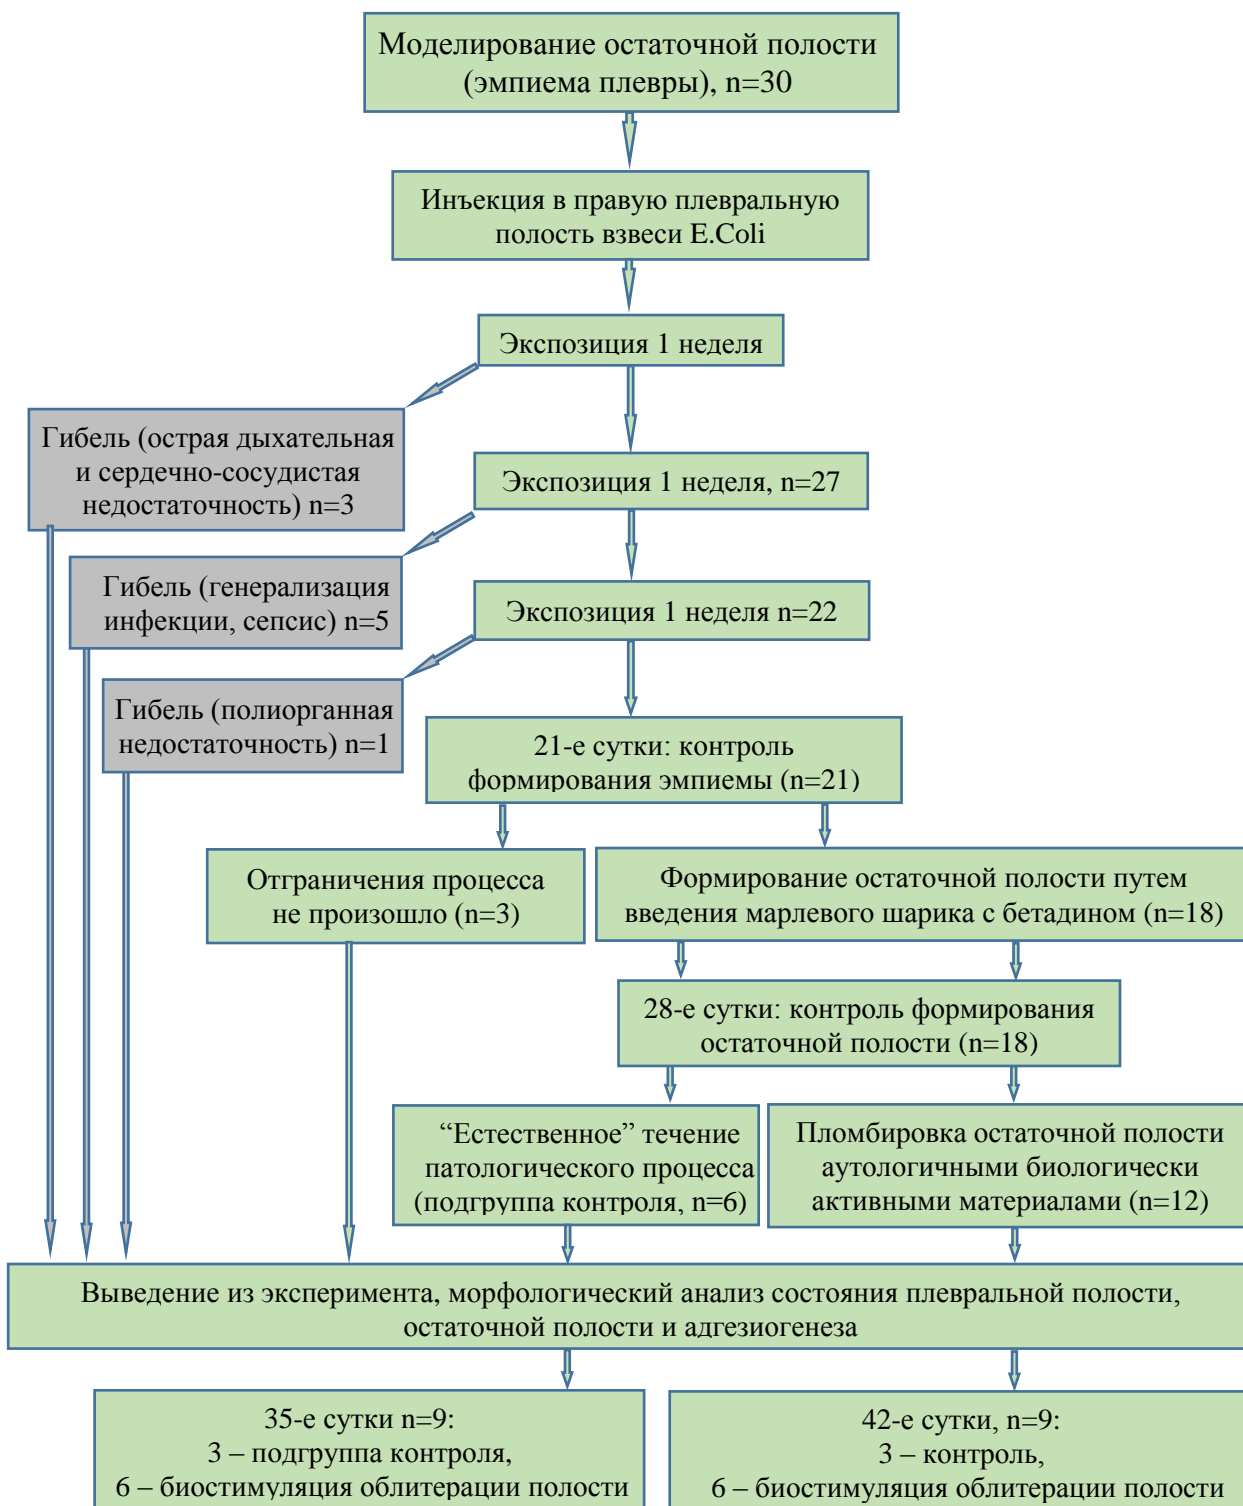 Моделирование остаточной полости
(эмпиема плевры), n=30
Инъекция в правую плевральную
полость взвеси E.Coli
Экспозиция 1 неделя
Гибель (острая дыхательная
и сердечно-сосудистая
недостаточность) n=3
Экспозиция 1 неделя, n=27
Гибель (генерализация
инфекции, сепсис) n=5
Экспозиция 1 неделя n=22
Гибель (полиорганная
недостаточность) n=1
21-е сутки: контроль
формирования эмпиемы (n=21)
Отграничения процесса
не произошло (n=3)
Формирование остаточной полости путем
введения марлевого шарика с бетадином (n=18)
28-е сутки: контроль формирования
остаточной полости (n=18)
“Естественное” течение
патологического процесса
(подгруппа контроля, n=6)
Пломбировка остаточной полости
аутологичными биологически
активными материалами (n=12)
Выведение из эксперимента, морфологический анализ состояния плевральной полости,
остаточной полости и адгезиогенеза
35-е сутки n=9:
3 – подгруппа контроля,
6 – биостимуляция облитерации полости
42-е сутки, n=9:
3 – контроль,
6 – биостимуляция облитерации полости